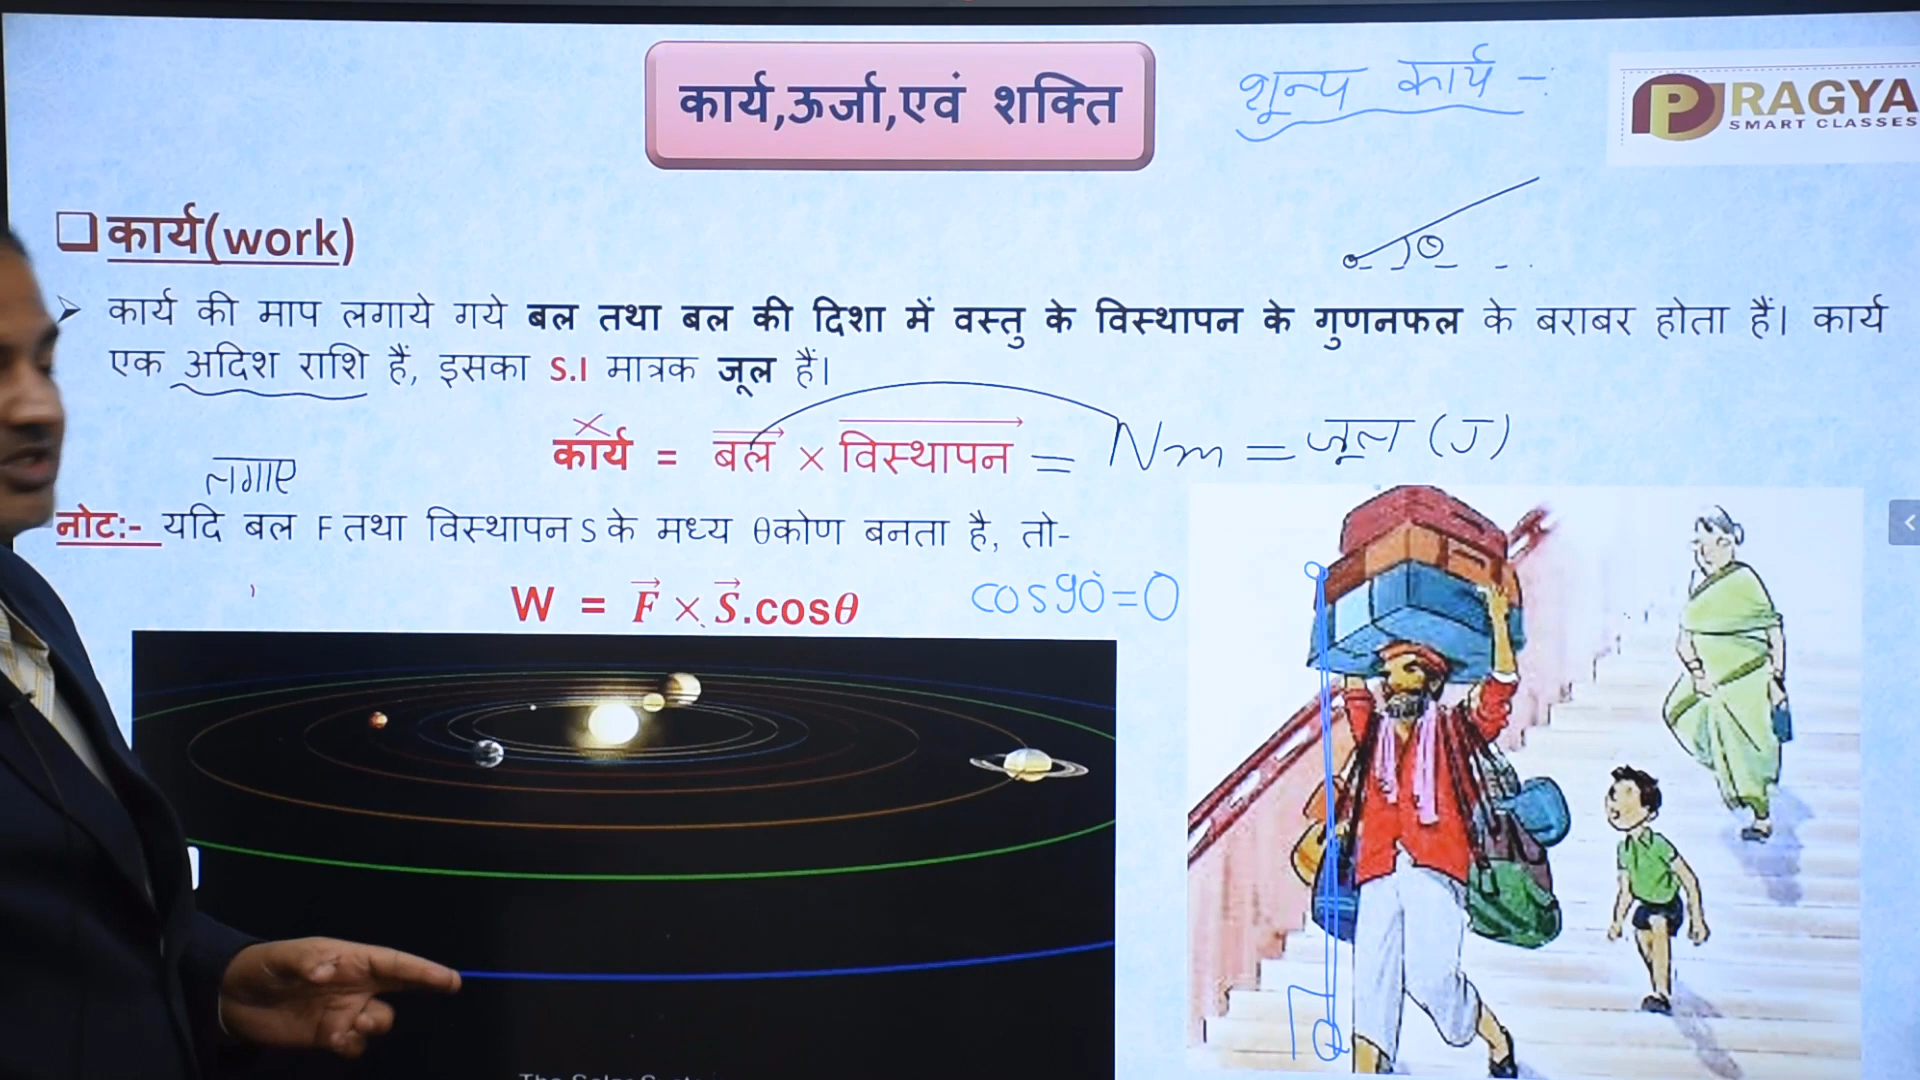 कार्य,ऊर्जा,एवं शक्ति
शून्य कार्य -:
PRAGYA
SMART CLASSES
कार्य(work)
θ
कार्य की माप लगाये गये बल तथा बल की दिशा में वस्तु के विस्थापन के गुणनफल के बराबर होता हैं। कार्य
एक अदिश राशि हैं, इसका S.I मात्रक जूल हैं।
कार्य = बल × विस्थापन = Nm = जूल (J)
लगाए
नोट:- यदि बल F तथा विस्थापन S के मध्य θकोण बनता है, तो-
W = F × S.cosθ cos90°=0